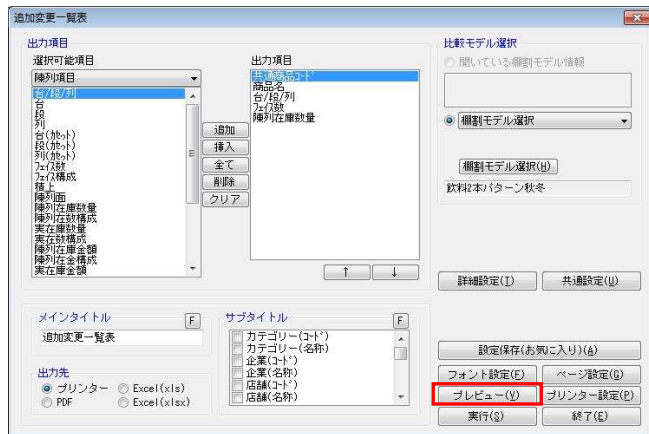 追加変更一覧表
出力項目
選択可能項目
陳列項目
台/段/列
台
段
列
台(ｶｾｯﾄ)
段(ｶｾｯﾄ)
列(ｶｾｯﾄ)
ﾌｪｲｽ数
ﾌｪｲｽ構成
積上
陳列面
陳列在庫数量
陳列在数構成
実在庫数量
実在数構成
陳列在庫金額
陳列在金構成
実在庫金額
追加
挿入
全て
削除
クリア
出力項目
共通商品ｺｰﾄﾞ
商品名
台/段/列
ﾌｪｲｽ数
陳列在庫数量
↑ ↓
比較モデル選択
開いている棚割モデル情報
棚割モデル選択
棚割モデル選択(H)
飲料2本パターン秋冬
詳細設定(I) 共通設定(U)
メインタイトル F
追加変更一覧表
出力先
プリンター Excel(xls)
PDF Excel(xlsx)
サブタイトル F
カテゴリー(ｺｰﾄﾞ)
カテゴリー(名称)
企業(ｺｰﾄﾞ)
企業(名称)
店舗(ｺｰﾄﾞ)
店舗(名称)
設定保存(お気に入り)(A)
フォント設定(F) ページ設定(G)
プレビュー(V) プリンター設定(P)
実行(S) 終了(E)